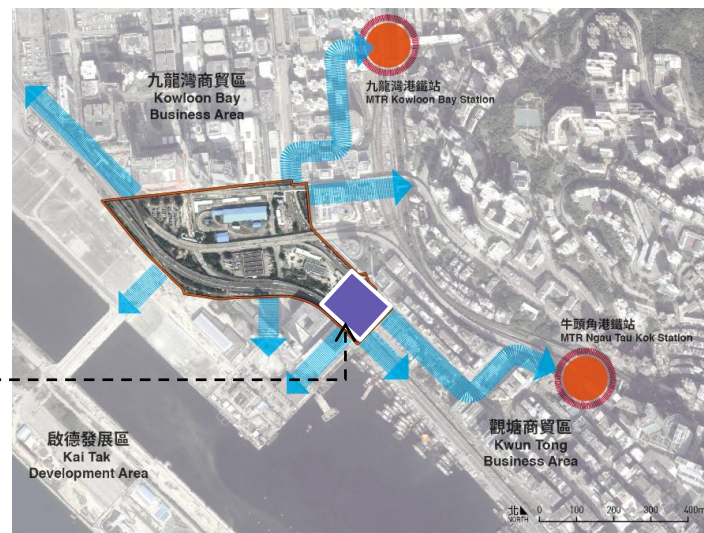 九龍灣商貿區
Kowloon Bay
Business Area
九龍灣港鐵站
MTR Kowloon Bay Station
牛頭角港鐵站
MTR Ngau Tau Kok Station
觀塘商貿區
Kwun Tong
Business Area
啟德發展區
Kai Tak
Development Area
北
NORTH
0 100 200 300 400m